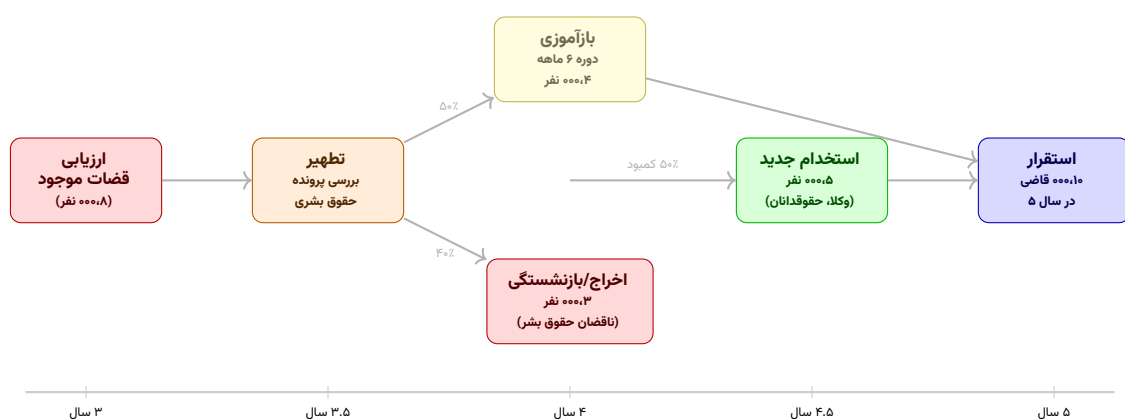 بازآموزی
دوره ۶ ماهه
۰۰۰،۴ نفر
۵۰٪
ارزیابی
قضات موجود
(۰۰۰،۸ نفر)
تطهیر
بررسی پرونده
حقوق بشری
۵۰٪ کمبود
استخدام جدید
۰۰۰،۵ نفر
(وکلا، حقوقدانان)
استقرار
۰۰۰،۱۰ قاضی
در سال ۵
۴۰٪
اخراج/بازنشستگی
۰۰۰،۳ نفر
(ناقضان حقوق بشر)
۳ سال
۳.۵ سال
۴ سال
۴.۵ سال
۵ سال